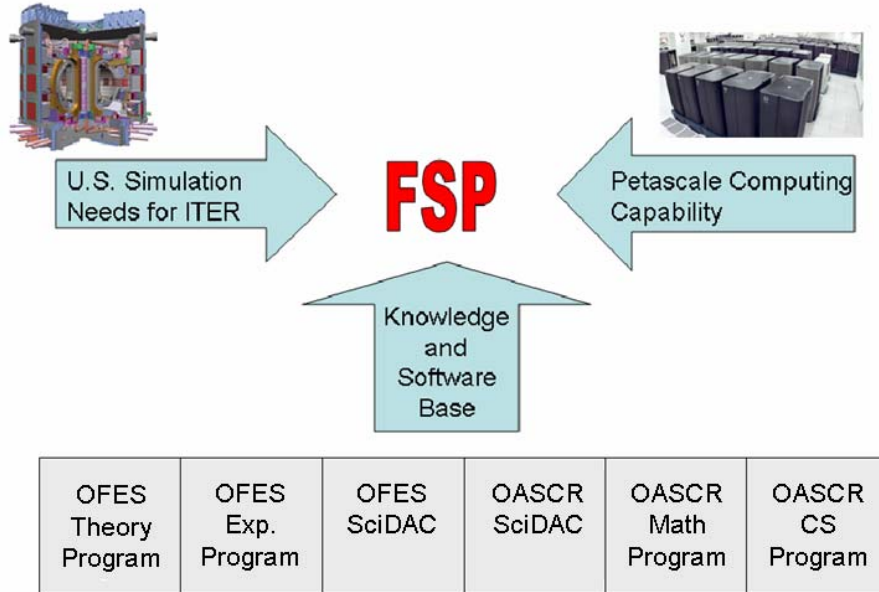 U.S. Simulation
Needs for ITER
FSP
Petascale Computing
Capability
Knowledge
and
Software
Base
OFES
Theory
Program
OFES
Exp.
Program
OFES
SciDAC
OASCR
SciDAC
OASCR
Math
Program
OASCR
CS
Program